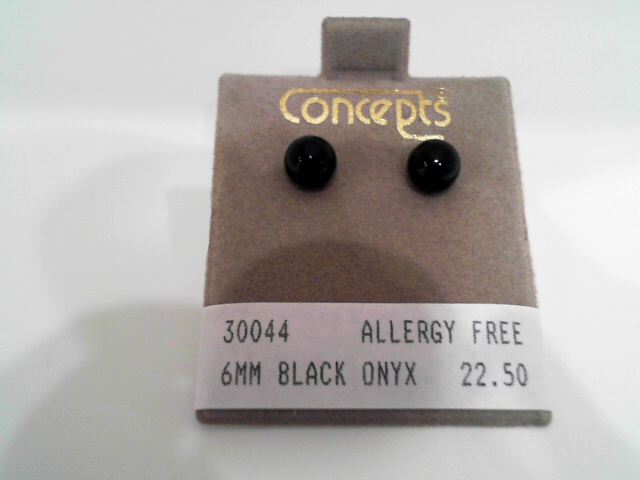 Concepts
30044 ALLERGY FREE
6MM BLACK ONYX 22.50